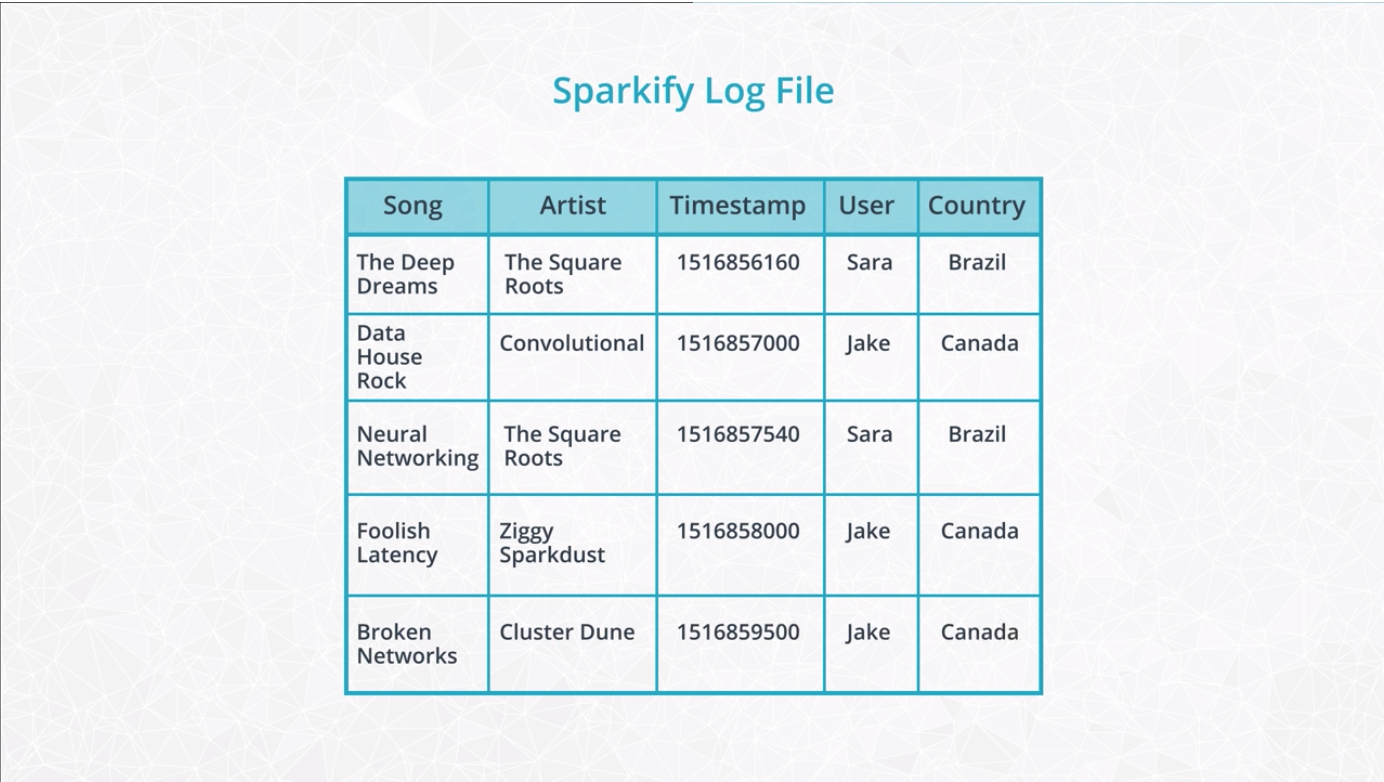 Sparkify Log File
Song Artist Timestamp User Country
The Deep Dreams The Square Roots 1516856160 Sara Brazil
Data House Rock Convolutional 1516857000 Jake Canada
Neural Networking The Square Roots 1516857540 Sara Brazil
Foolish Latency Ziggy Sparkdust 1516858000 Jake Canada
Broken Networks Cluster Dune 1516859500 Jake Canada